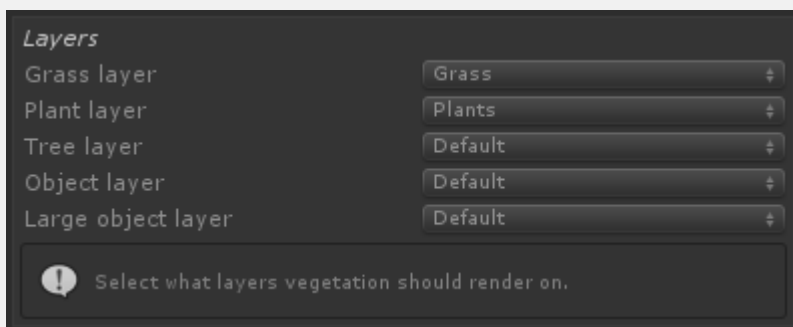 Layers
Grass layer Grass
Plant layer Plants
Tree layer Default
Object layer Default
Large object layer Default
Select what layers vegetation should render on.